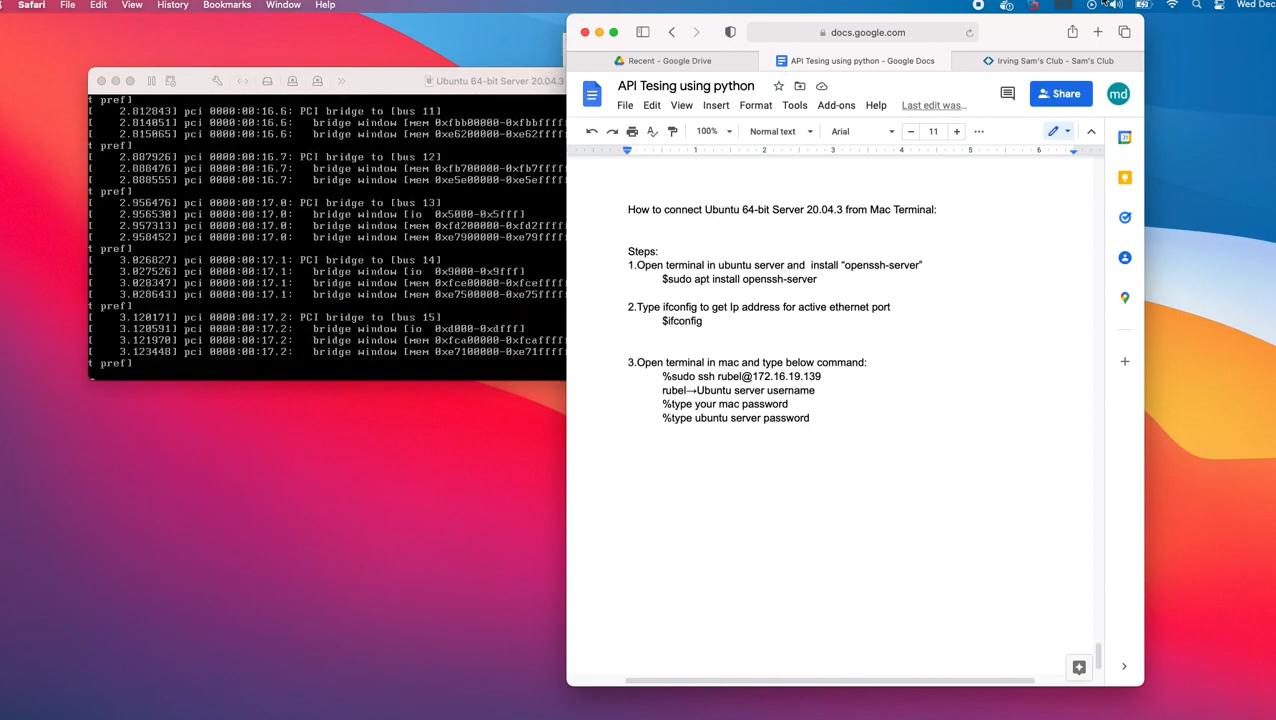 Safari File Edit View History Bookmarks Window Help Wed Dec
docs.google.com
Recent - Google Drive
API Tesing using python - Google Docs
Irving Sam's Club - Sam's Club
API Tesing using python
File Edit View Insert Format Tools Add-ons Help Last edit was...
Share
md
100% Normal text Arial 11
1 2 3 4 5 6
How to connect Ubuntu 64-bit Server 20.04.3 from Mac Terminal:
Steps:
1.Open terminal in ubuntu server and install “openssh-server”
$sudo apt install openssh-server
2.Type ifconfig to get Ip address for active ethernet port
$ifconfig
3.Open terminal in mac and type below command:
%sudo ssh rubel@172.16.19.139
rubel→Ubuntu server username
%type your mac password
%type ubuntu server password
Ubuntu 64-bit Server 20.04.3
t pref]
[ 2.812843] pci 0000:00:16.6: PCI bridge to [bus 11]
[ 2.814851] pci 0000:00:16.6: bridge window [mem 0xfbb00000-0xfbbfffff
[ 2.815065] pci 0000:00:16.6: bridge window [mem 0xe6200000-0xe62fffff
t pref]
[ 2.887926] pci 0000:00:16.7: PCI bridge to [bus 12]
[ 2.888476] pci 0000:00:16.7: bridge window [mem 0xfb700000-0xfb7fffff
[ 2.888555] pci 0000:00:16.7: bridge window [mem 0xe5e00000-0xe5efffff
t pref]
[ 2.956476] pci 0000:00:17.0: PCI bridge to [bus 13]
[ 2.956530] pci 0000:00:17.0: bridge window [io 0x5000-0x5fff]
[ 2.957313] pci 0000:00:17.0: bridge window [mem 0xfd200000-0xfd2fffff
[ 2.958452] pci 0000:00:17.0: bridge window [mem 0xe7900000-0xe79fffff
t pref]
[ 3.026827] pci 0000:00:17.1: PCI bridge to [bus 14]
[ 3.027526] pci 0000:00:17.1: bridge window [io 0x9000-0x9fff]
[ 3.028347] pci 0000:00:17.1: bridge window [mem 0xfce00000-0xfcefffff
[ 3.028643] pci 0000:00:17.1: bridge window [mem 0xe7500000-0xe75fffff
t pref]
[ 3.120171] pci 0000:00:17.2: PCI bridge to [bus 15]
[ 3.120591] pci 0000:00:17.2: bridge window [io 0xd000-0xdfff]
[ 3.121970] pci 0000:00:17.2: bridge window [mem 0xfca00000-0xfcafffff
[ 3.123448] pci 0000:00:17.2: bridge window [mem 0xe7100000-0xe71fffff
t pref]